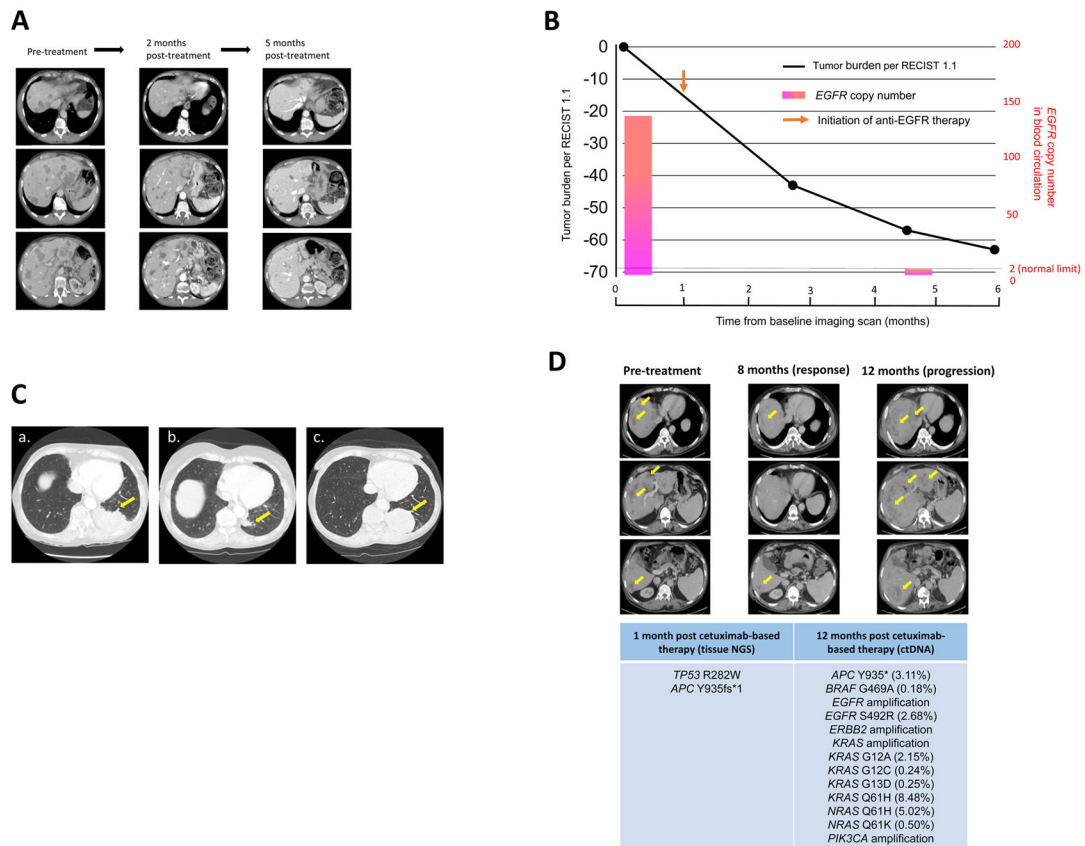 A
Pre-treatment
2 months
post-treatment
5 months
post-treatment
B
Tumor burden per RECIST 1.1
0
-10
-20
-30
-40
-50
-60
-70
Tumor burden per RECIST 1.1
EGFR copy number
Initiation of anti-EGFR therapy
200
150
100
50
2 (normal limit)
0
EGFR copy number
in blood circulation
0
1
2
3
4
5
6
Time from baseline imaging scan (months)
C
a.
b.
c.
D
Pre-treatment
8 months (response)
12 months (progression)
1 month post cetuximab-based
therapy (tissue NGS)
12 months post cetuximab-
based therapy (ctDNA)
TP53 R282W
APC Y935fs*1
APC Y935* (3.11%)
BRAF G469A (0.18%)
EGFR amplification
EGFR S492R (2.68%)
ERBB2 amplification
KRAS amplification
KRAS G12A (2.15%)
KRAS G12C (0.24%)
KRAS G13D (0.25%)
KRAS Q61H (8.48%)
NRAS Q61H (5.02%)
NRAS Q61K (0.50%)
PIK3CA amplification